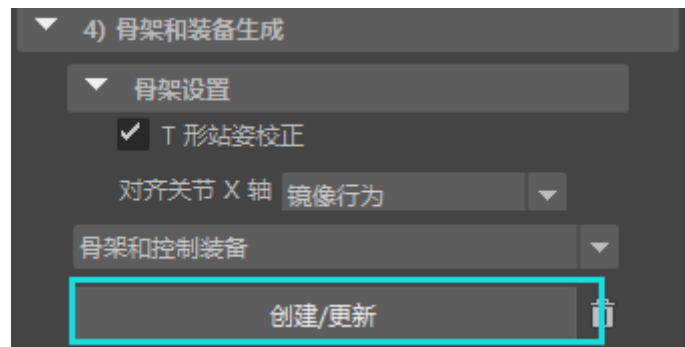 4) 骨架和装备生成
骨架设置
T 形站姿校正
对齐关节 X 轴 镜像行为
骨架和控制装备
创建/更新